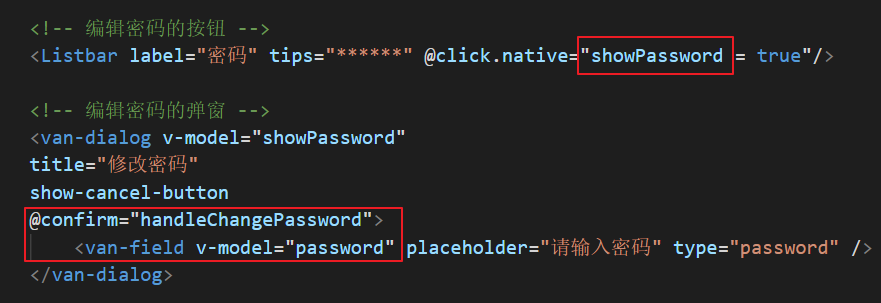 <!-- 编辑密码的按钮 -->
<Listbar label="密码" tips="******" @click.native="showPassword = true"/>
<!-- 编辑密码的弹窗 -->
<van-dialog v-model="showPassword"
title="修改密码"
show-cancel-button
@confirm="handleChangePassword">
<van-field v-model="password" placeholder="请输入密码" type="password" />
</van-dialog>